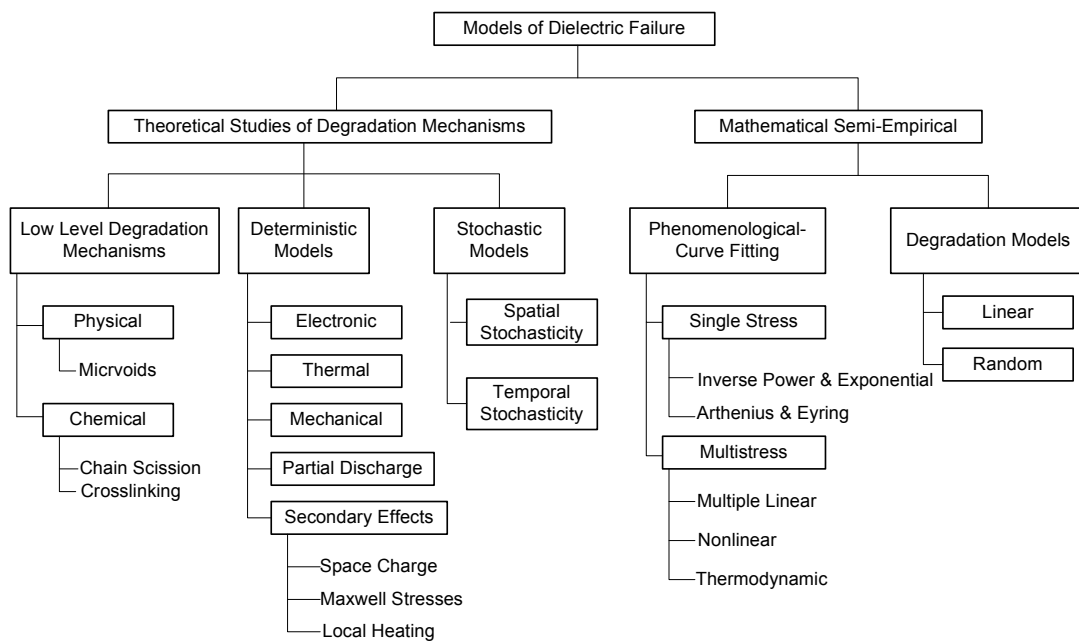 Models of Dielectric Failure
Theoretical Studies of Degradation Mechanisms
Mathematical Semi-Empirical
Low Level Degradation
Mechanisms
Deterministic
Models
Stochastic
Models
Phenomenological-
Curve Fitting
Degradation Models
Physical
Micrvoids
Chemical
Chain Scission
Crosslinking
Electronic
Thermal
Mechanical
Partial Discharge
Secondary Effects
Space Charge
Maxwell Stresses
Local Heating
Spatial
Stochasticity
Temporal
Stochasticity
Single Stress
Inverse Power & Exponential
Arthenius & Eyring
Multistress
Multiple Linear
Nonlinear
Thermodynamic
Linear
Random